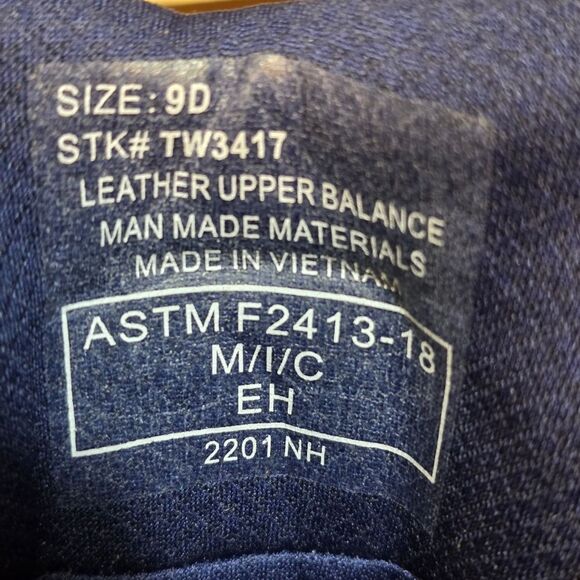 SIZE: 9D
STK# TW3417
LEATHER UPPER BALANCE
MAN MADE MATERIALS
MADE IN VIETNAM
ASTM F2413-18
M/I/C
EH
2201 NH